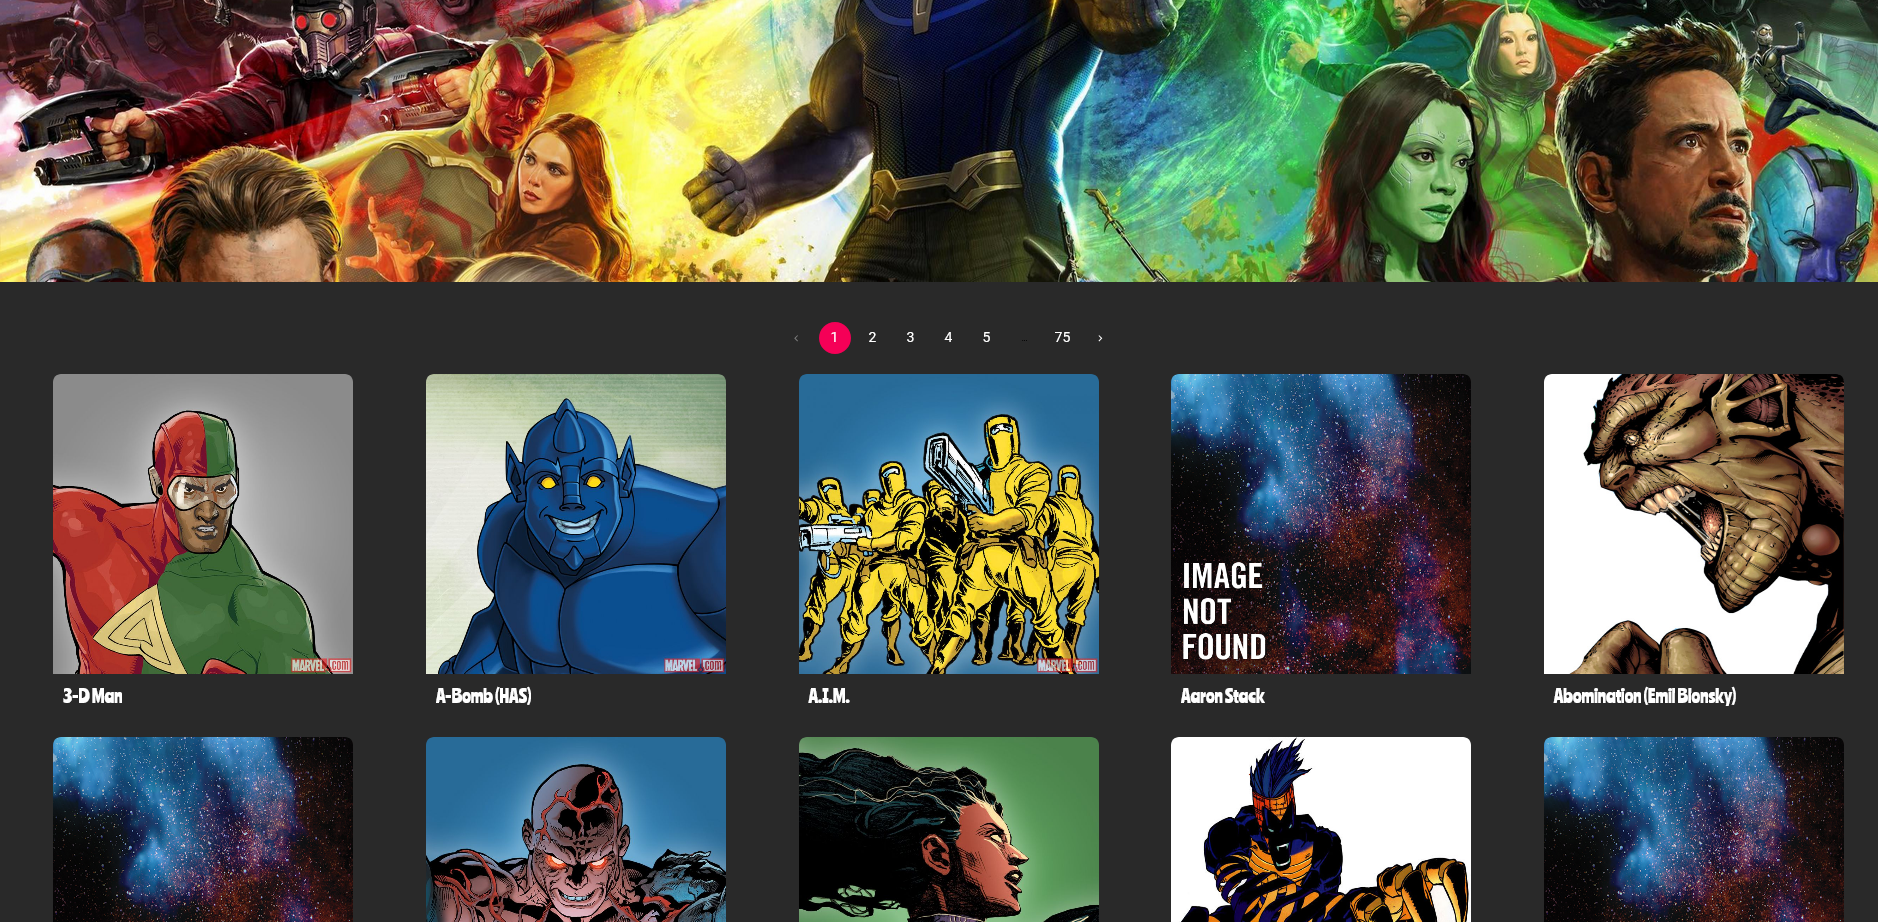 ‹ 1 2 3 4 5 … 75 ›
MARVEL.com
MARVEL.com
MARVEL.com
IMAGE
NOT
FOUND
3-D Man
A-Bomb (HAS)
A.I.M.
Aaron Stack
Abomination (Emil Blonsky)